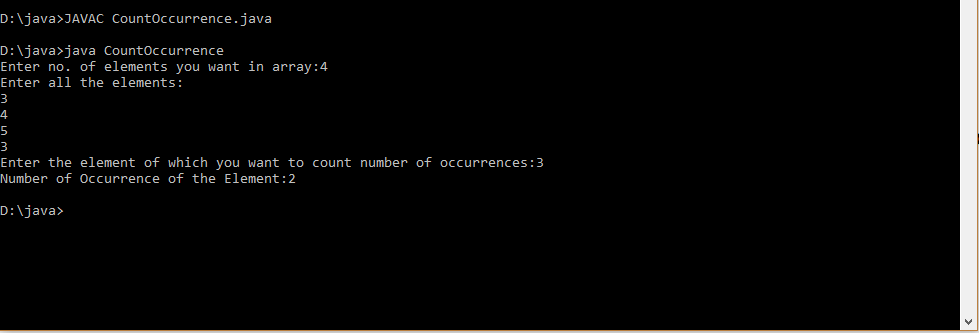 D:\java>JAVAC CountOccurrence.java
D:\java>java CountOccurrence
Enter no. of elements you want in array:4
Enter all the elements:
3
4
5
3
Enter the element of which you want to count number of occurrences:3
Number of Occurrence of the Element:2
D:\java>